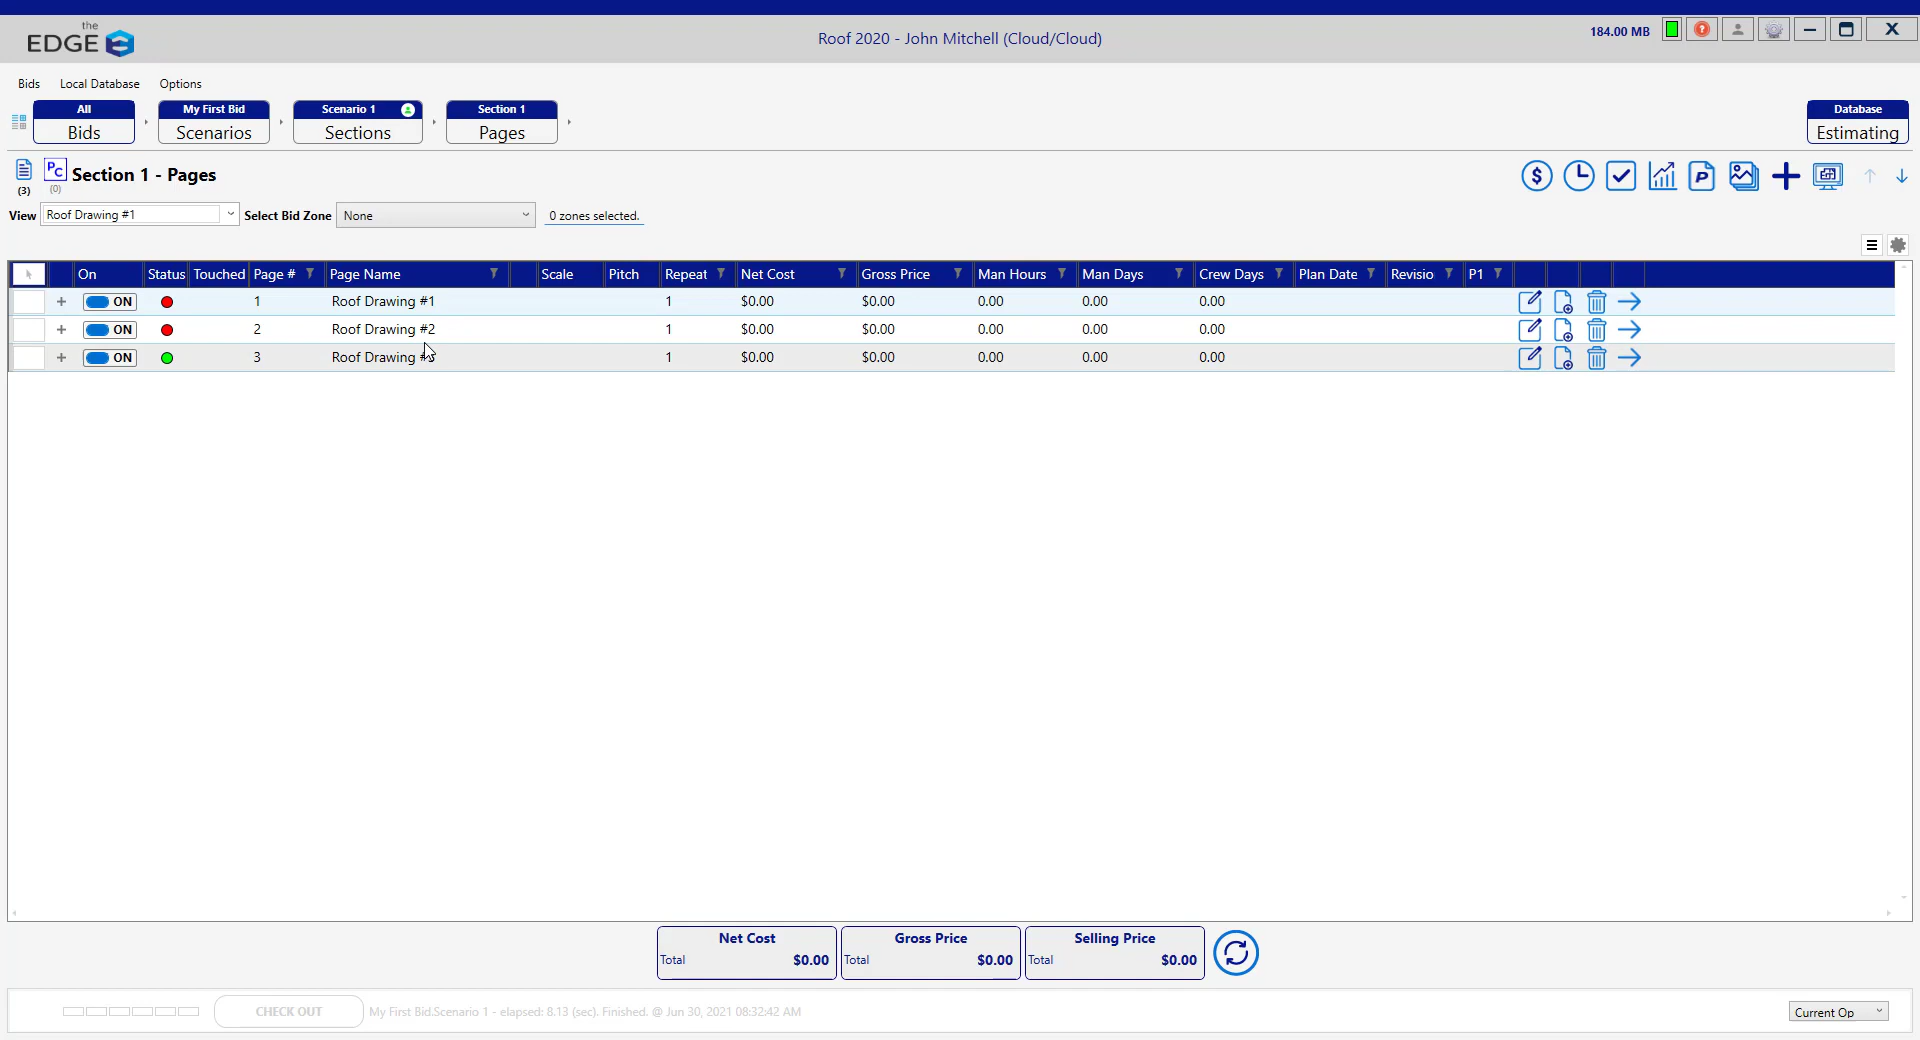 the
EDGE
Roof 2020 - John Mitchell (Cloud/Cloud)
184.00 MB
?
X
Bids Local Database Options
All
Bids
My First Bid
Scenarios
Scenario 1
Sections
Section 1
Pages
Database
Estimating
(3)
PC
(0)
Section 1 - Pages
$
P
View Roof Drawing #1 Select Bid Zone None 0 zones selected.
On Status Touched Page # Page Name Scale Pitch Repeat Net Cost Gross Price Man Hours Man Days Crew Days Plan Date Revisio P1
+ ON 1 Roof Drawing #1 1 $0.00 $0.00 0.00 0.00 0.00
+ ON 2 Roof Drawing #2 1 $0.00 $0.00 0.00 0.00 0.00
+ ON 3 Roof Drawing 1 $0.00 $0.00 0.00 0.00 0.00
Net Cost
Total $0.00
Gross Price
Total $0.00
Selling Price
Total $0.00
CHECK OUT My First Bid.Scenario 1 - elapsed: 8.13 (sec). Finished. @ Jun 30, 2021 08:32:42 AM
Current Op